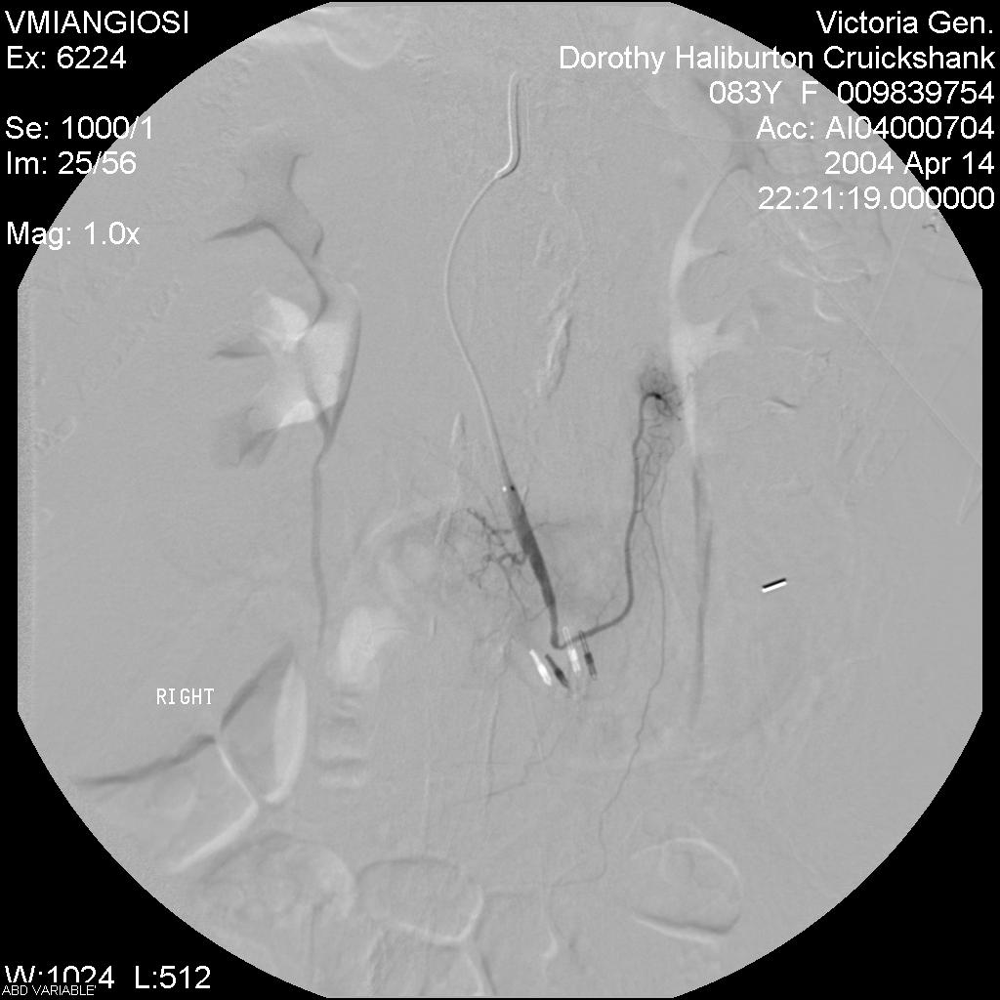 VMIANGIOSI
Ex: 6224
Se: 1000/1
Im: 25/56
Mag: 1.0x
Victoria Gen.
Dorothy Haliburton Cruickshank
083Y F 009839754
Acc: AI04000704
2004 Apr 14
22:21:19.000000
RIGHT
W:1024 L:512
ABD VARIABLE'